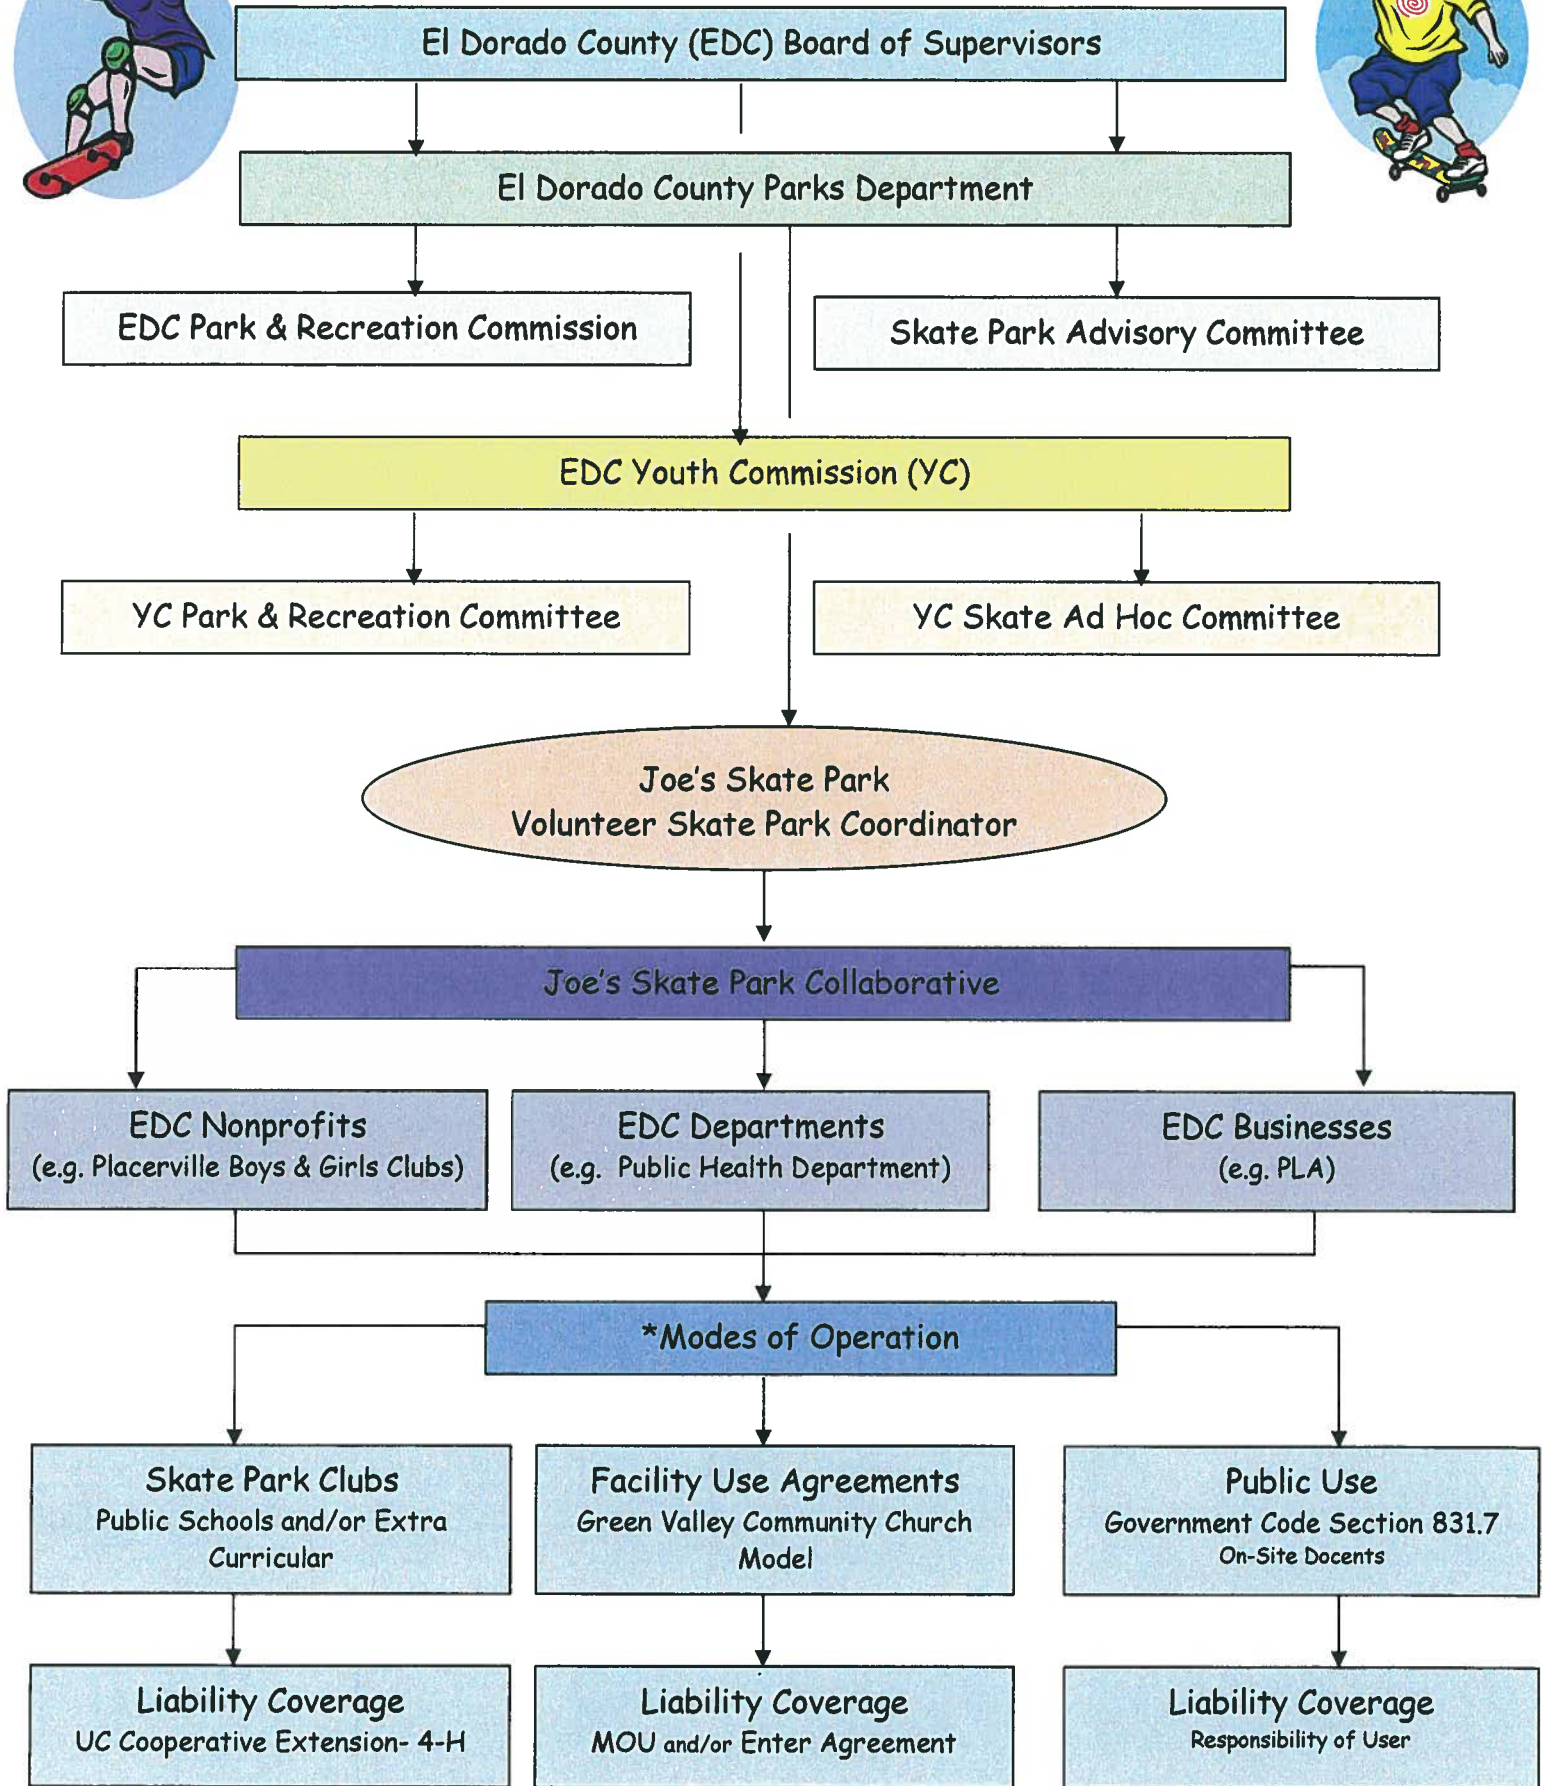 El Dorado County (EDC) Board of Supervisors
El Dorado County Parks Department
EDC Park & Recreation Commission
Skate Park Advisory Committee
EDC Youth Commission (YC)
YC Park & Recreation Committee
YC Skate Ad Hoc Committee
Joe's Skate Park
Volunteer Skate Park Coordinator
Joe's Skate Park Collaborative
EDC Nonprofits
(e.g. Placerville Boys & Girls Clubs)
EDC Departments
(e.g. Public Health Department)
EDC Businesses
(e.g. PLA)
*Modes of Operation
Skate Park Clubs
Public Schools and/or Extra
Curricular
Facility Use Agreements
Green Valley Community Church
Model
Public Use
Government Code Section 831.7
On-Site Docents
Liability Coverage
UC Cooperative Extension- 4-H
Liability Coverage
MOU and/or Enter Agreement
Liability Coverage
Responsibility of User